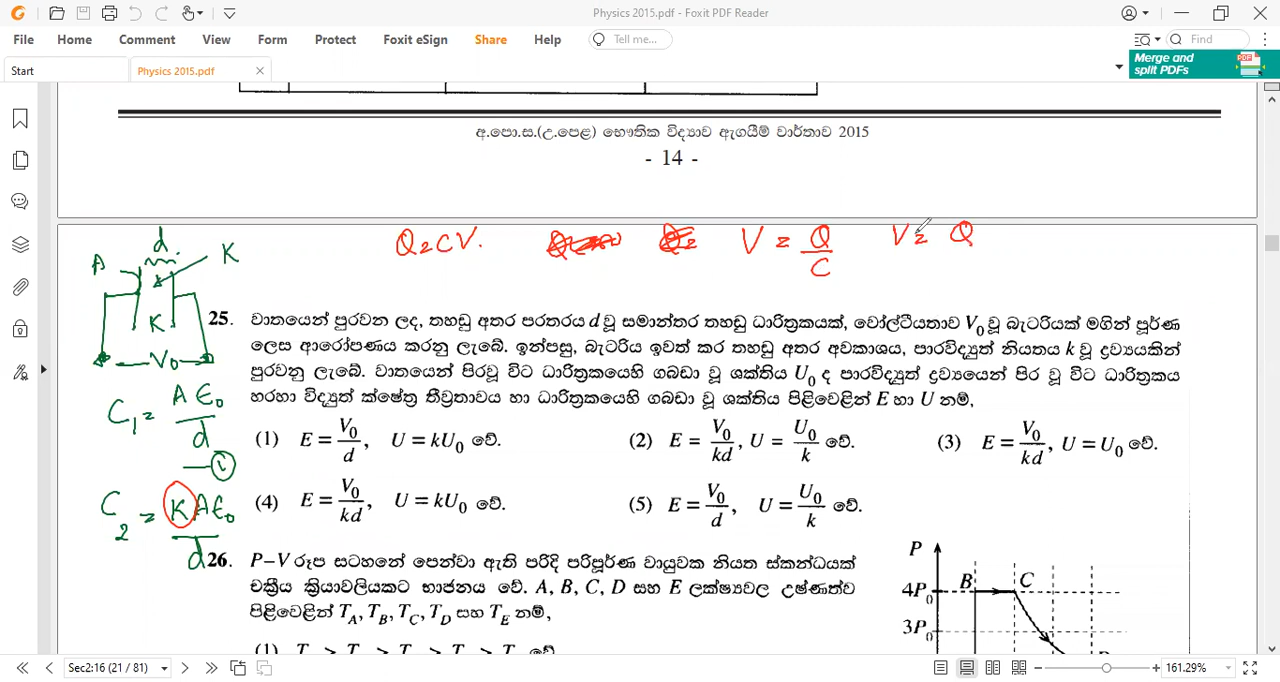 Physics 2015.pdf - Foxit PDF Reader
File Home Comment View Form Protect Foxit eSign Share Help Tell me... Find
Start Physics 2015.pdf Merge and split PDFs
අ.පො.ස.(උ.පෙළ) භෞතික විද්‍යාව ඇගයීම් වාර්තාව 2015
- 14 -
Q = CV. V = Q/C V = Q
d
A K
K
V₀
C₁ = Aε₀/d
(i)
C₂ = KAε₀/d
25. වාතයෙන් පුරවන ලද, තහඩු අතර පරතරය d වූ සමාන්තර තහඩු ධාරිත්‍රකයක්, වෝල්ටීයතාව V₀ වූ බැටරියක් මගින් පූර්ණ
ලෙස ආරෝපණය කරනු ලැබේ. ඉන්පසු, බැටරිය ඉවත් කර තහඩු අතර අවකාශය, පාරවිද්‍යුත් නියතය k වූ ද්‍රව්‍යයකින්
පුරවනු ලැබේ. වාතයෙන් පිරවූ විට ධාරිත්‍රකයෙහි ගබඩා වූ ශක්තිය U₀ ද පාරවිද්‍යුත් ද්‍රව්‍යයෙන් පිර වූ විට ධාරිත්‍රකය
හරහා විද්‍යුත් ක්ෂේත්‍ර තීව්‍රතාවය හා ධාරිත්‍රකයෙහි ගබඩා වූ ශක්තිය පිළිවෙළින් E හා U නම්,
(1) E = V₀/d, U = kU₀ වේ. (2) E = V₀/kd, U = U₀/k වේ. (3) E = V₀/kd, U = U₀ වේ.
(4) E = V₀/kd, U = kU₀ වේ. (5) E = V₀/d, U = U₀/k වේ.
26. P–V රූප සටහනේ පෙන්වා ඇති පරිදි පරිපූර්ණ වායුවක නියත ස්කන්ධයක්
චක්‍රීය ක්‍රියාවලියකට භාජනය වේ. A, B, C, D සහ E ලක්ෂ්‍යවල උෂ්ණත්ව
පිළිවෙළින් T_A, T_B, T_C, T_D සහ T_E නම්,
P
4P₀ B C
3P₀
Sec2:16 (21 / 81) 161.29%